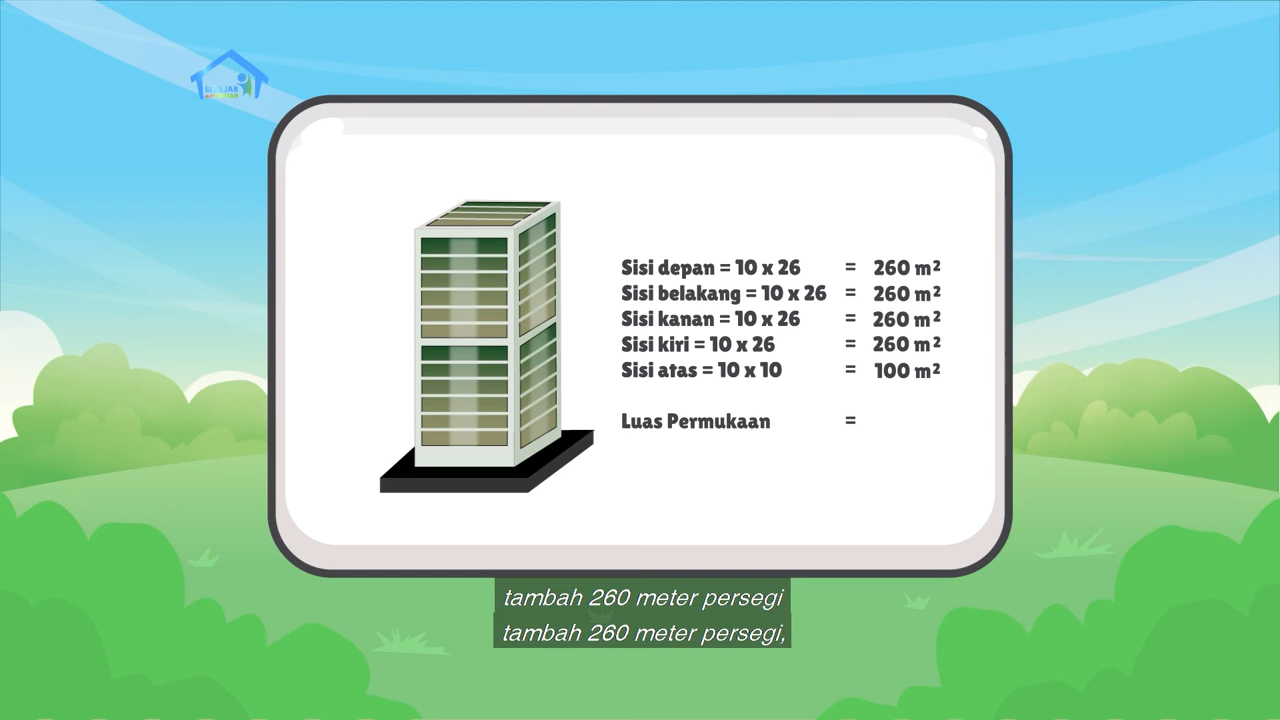 BELAJAR
Sisi depan = 10 x 26 = 260 m²
Sisi belakang = 10 x 26 = 260 m²
Sisi kanan = 10 x 26 = 260 m²
Sisi kiri = 10 x 26 = 260 m²
Sisi atas = 10 x 10 = 100 m²
Luas Permukaan =
tambah 260 meter persegi
tambah 260 meter persegi,